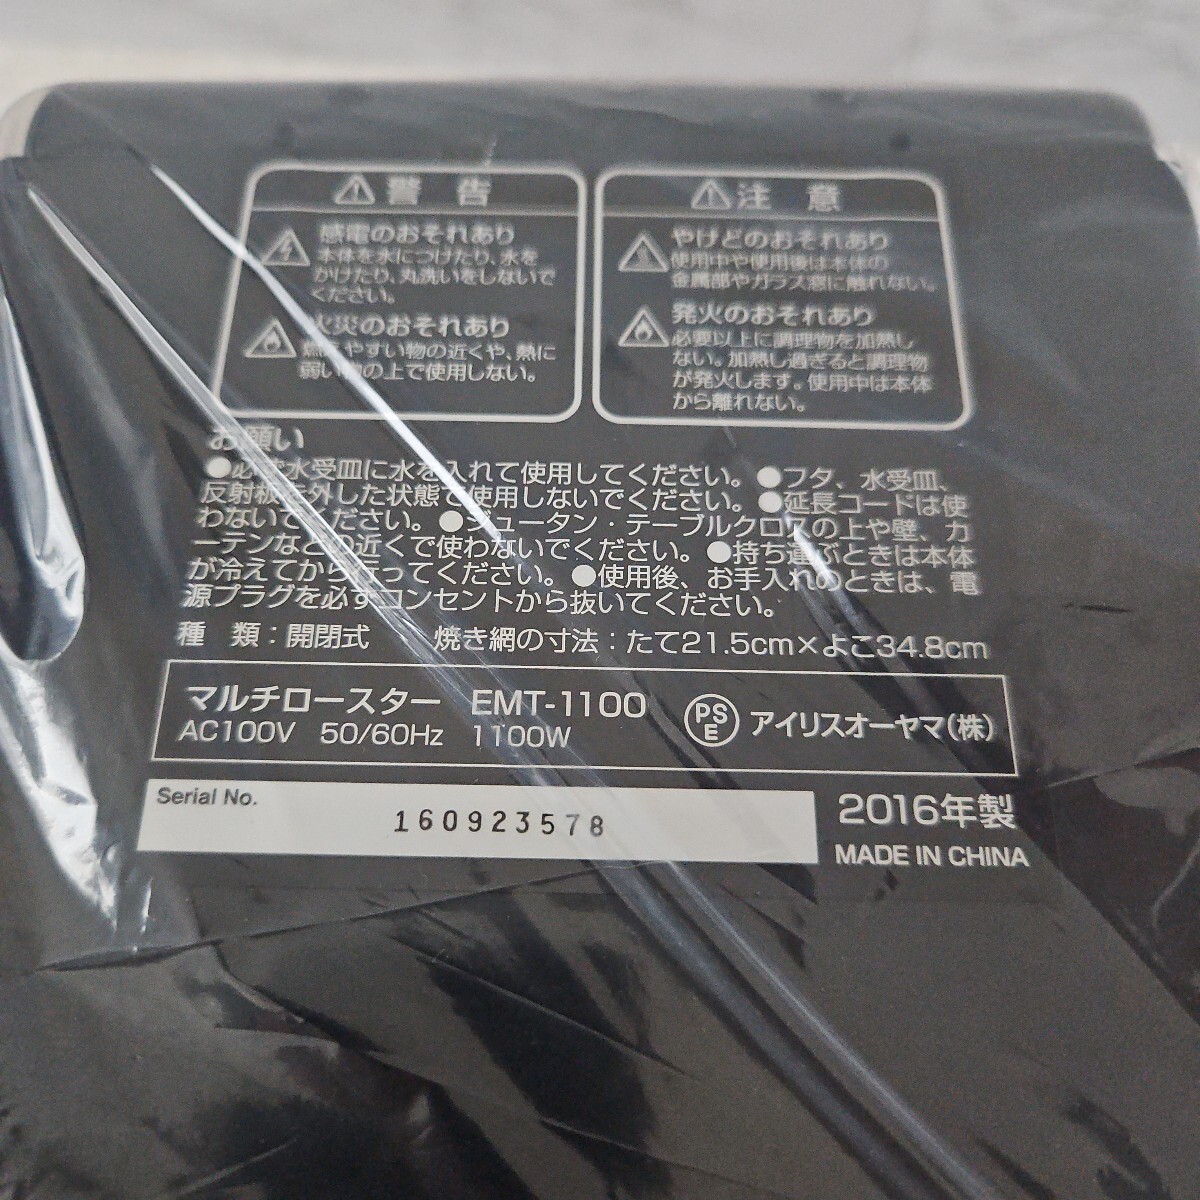 警 告
感電のおそれあり
本体を水につけたり、水を
かけたり、丸洗いをしないで
ください。
火災のおそれあり
燃えやすい物の近くや、熱に
弱い物の上で使用しない。
注 意
やけどのおそれあり
使用中や使用後は本体の
金属部やガラス窓に触れない。
発火のおそれあり
必要以上に調理物を加熱し
ない。加熱し過ぎると調理物
が発火します。使用中は本体
から離れない。
お願い
●必ず水受皿に水を入れて使用してください。●フタ、水受皿、
反射板を外した状態で使用しないでください。●延長コードは使
わないでください。●ジュータン・テーブルクロスの上や壁、カ
ーテンなどの近くで使わないでください。●持ち運ぶときは本体
が冷えてから行ってください。●使用後、お手入れのときは、電
源プラグを必ずコンセントから抜いてください。
種 類：開閉式 焼き網の寸法：たて21.5cm×よこ34.8cm
マルチロースター EMT-1100
AC100V 50/60Hz 1100W
PSE アイリスオーヤマ(株)
Serial No.
160923578
2016年製
MADE IN CHINA